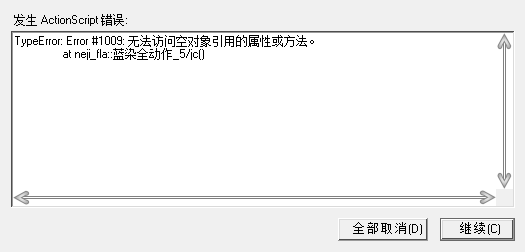 发生 ActionScript 错误:
TypeError: Error #1009: 无法访问空对象引用的属性或方法。
at neji_fla::蓝染全动作_5/jc()
全部取消(D) 继续(C)